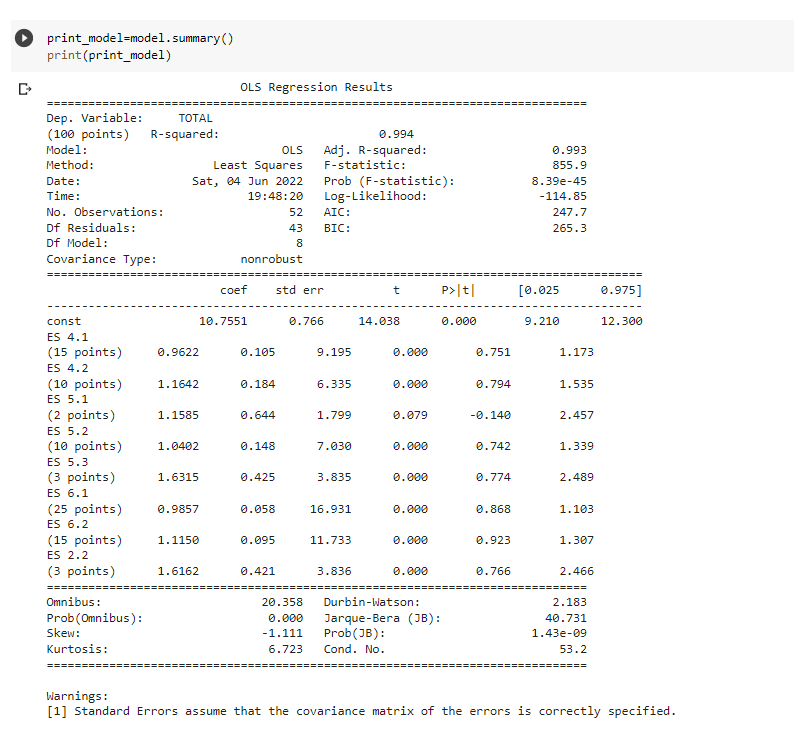 print_model=model.summary()
print(print_model)
OLS Regression Results
==============================================================================
Dep. Variable:     TOTAL
(100 points)   R-squared:                       0.994
Model:                            OLS   Adj. R-squared:                  0.993
Method:                 Least Squares   F-statistic:                     855.9
Date:                Sat, 04 Jun 2022   Prob (F-statistic):           8.39e-45
Time:                        19:48:20   Log-Likelihood:                -114.85
No. Observations:                  52   AIC:                             247.7
Df Residuals:                      43   BIC:                             265.3
Df Model:                           8
Covariance Type:            nonrobust
======================================================================================
                         coef    std err          t      P>|t|      [0.025      0.975]
--------------------------------------------------------------------------------------
const                 10.7551      0.766     14.038      0.000       9.210      12.300
ES 4.1
(15 points)     0.9622      0.105      9.195      0.000       0.751       1.173
ES 4.2
(10 points)     1.1642      0.184      6.335      0.000       0.794       1.535
ES 5.1
(2 points)      1.1585      0.644      1.799      0.079      -0.140       2.457
ES 5.2
(10 points)     1.0402      0.148      7.030      0.000       0.742       1.339
ES 5.3
(3 points)      1.6315      0.425      3.835      0.000       0.774       2.489
ES 6.1
(25 points)     0.9857      0.058     16.931      0.000       0.868       1.103
ES 6.2
(15 points)     1.1150      0.095     11.733      0.000       0.923       1.307
ES 2.2
(3 points)      1.6162      0.421      3.836      0.000       0.766       2.466
==============================================================================
Omnibus:                       20.358   Durbin-Watson:                   2.183
Prob(Omnibus):                  0.000   Jarque-Bera (JB):               40.731
Skew:                          -1.111   Prob(JB):                     1.43e-09
Kurtosis:                       6.723   Cond. No.                         53.2
==============================================================================
Warnings:
[1] Standard Errors assume that the covariance matrix of the errors is correctly specified.